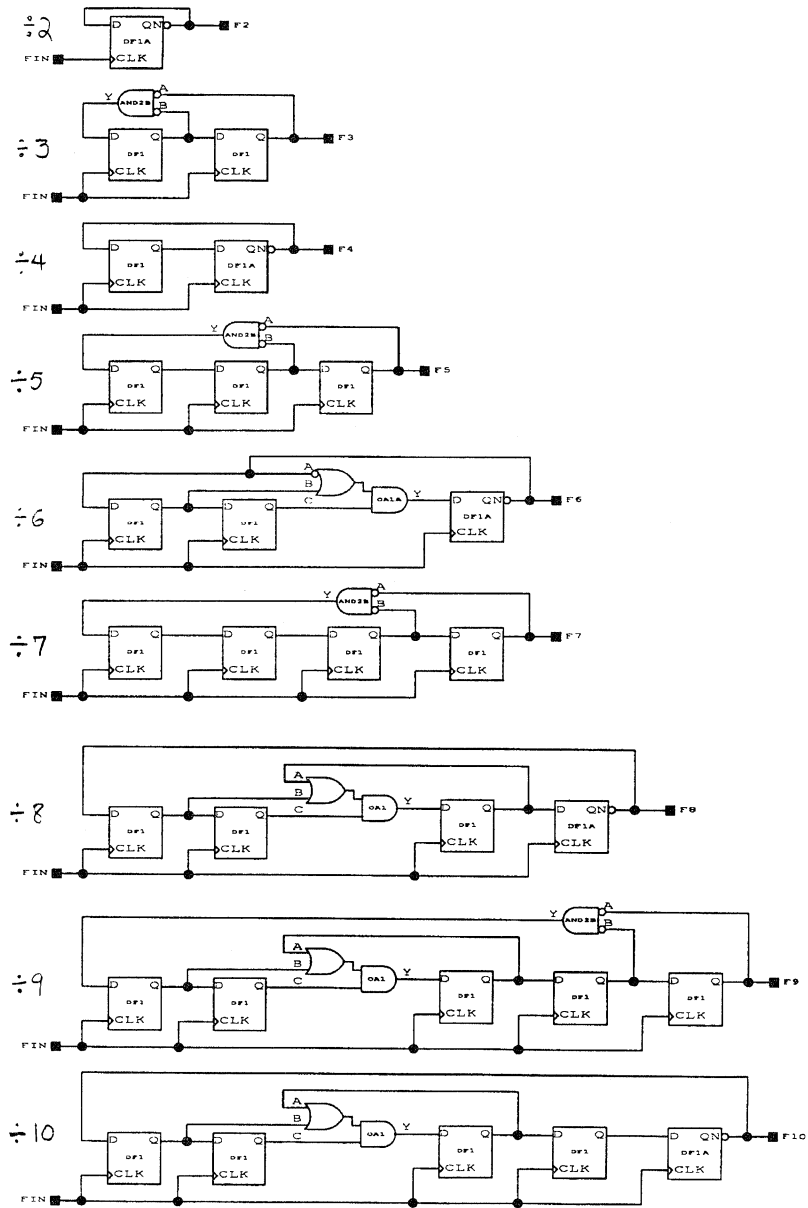 ÷2 D QN F2
DF1A
FIN CLK
Y AND2B A
B
÷3 D Q D Q F3
DF1 DF1
CLK CLK
FIN
÷4 D Q D QN F4
DF1 DF1A
CLK CLK
FIN
Y AND2B A
B
÷5 D Q D Q D Q F5
DF1 DF1 DF1
CLK CLK CLK
FIN
A
B
C OA1A Y
÷6 D Q D Q D QN F6
DF1 DF1 DF1A
CLK CLK CLK
FIN
Y AND2B A
B
÷7 D Q D Q D Q D Q F7
DF1 DF1 DF1 DF1
CLK CLK CLK CLK
FIN
A
B
C OA1 Y
÷8 D Q D Q D Q D QN F8
DF1 DF1 DF1 DF1A
CLK CLK CLK CLK
FIN
Y AND2B A
B
A
B
C OA1 Y
÷9 D Q D Q D Q D Q D Q F9
DF1 DF1 DF1 DF1 DF1
CLK CLK CLK CLK CLK
FIN
A
B
C OA1 Y
÷10 D Q D Q D Q D Q D QN F10
DF1 DF1 DF1 DF1 DF1A
CLK CLK CLK CLK CLK
FIN